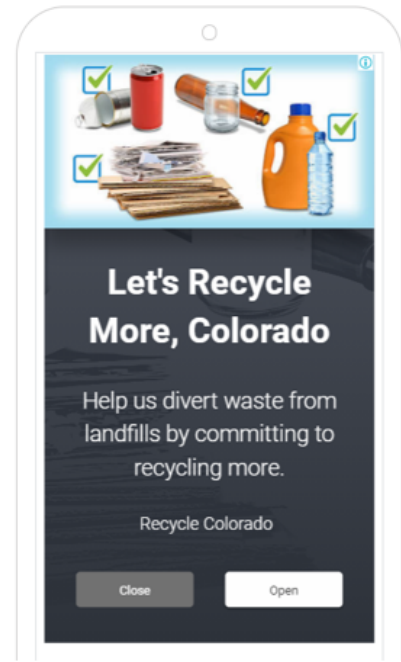 Let's Recycle
More, Colorado
Help us divert waste from
landfills by committing to
recycling more.
Recycle Colorado
Close Open